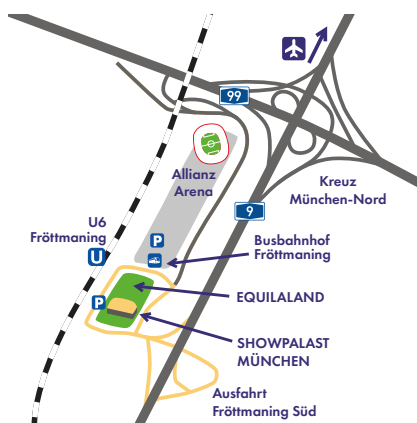 99
Allianz
Arena
Kreuz
München-Nord
9
U6
Fröttmaning
U
P
Busbahnhof
Fröttmaning
P
EQUILALAND
SHOWPALAST
MÜNCHEN
Ausfahrt
Fröttmaning Süd